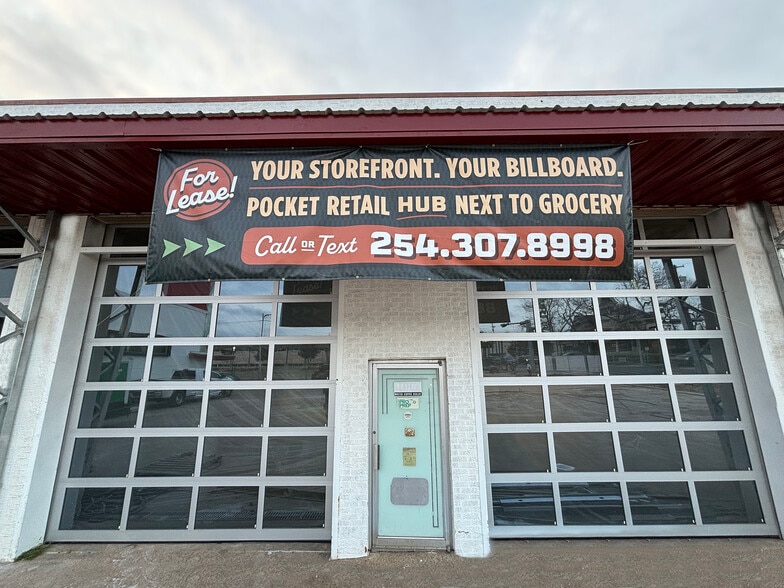 For
Lease!
YOUR STOREFRONT. YOUR BILLBOARD.
POCKET RETAIL HUB NEXT TO GROCERY
Call OR Text 254.307.8998